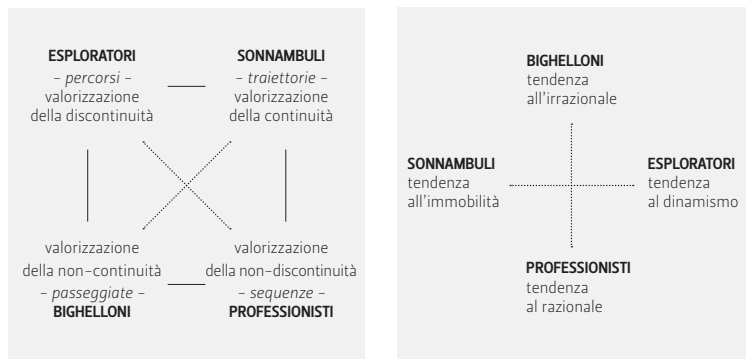 ESPLORATORI
– percorsi –
valorizzazione
della discontinuità
SONNAMBULI
– traiettorie –
valorizzazione
della continuità
valorizzazione
della non-continuità
– passeggiate –
BIGHELLONI
valorizzazione
della non-discontinuità
– sequenze –
PROFESSIONISTI
BIGHELLONI
tendenza
all'irrazionale
SONNAMBULI
tendenza
all'immobilità
ESPLORATORI
tendenza
al dinamismo
PROFESSIONISTI
tendenza
al razionale